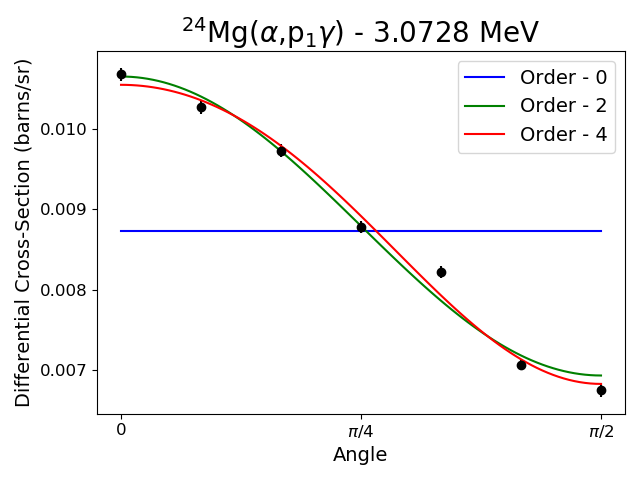 ²⁴Mg(α,p₁γ) - 3.0728 MeV
Order - 0
Order - 2
Order - 4
Differential Cross-Section (barns/sr)
0.010
0.009
0.008
0.007
0 π/4 π/2
Angle